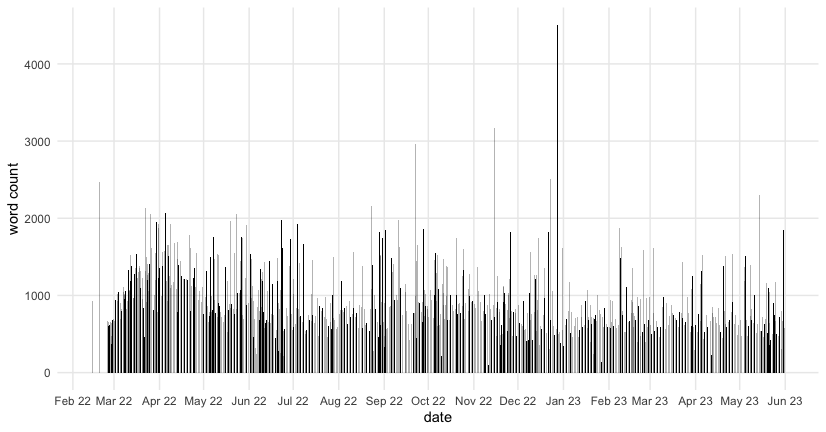 4000
3000
2000
1000
0
word count
Feb 22 Mar 22 Apr 22 May 22 Jun 22 Jul 22 Aug 22 Sep 22 Oct 22 Nov 22 Dec 22 Jan 23 Feb 23 Mar 23 Apr 23 May 23 Jun 23
date